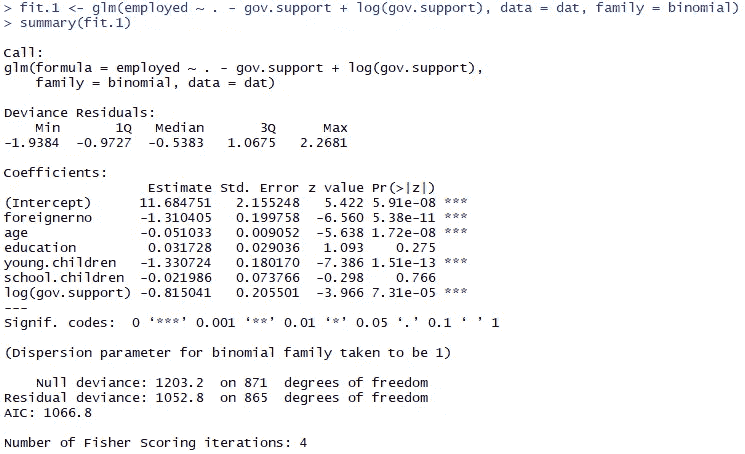 > fit.1 <- glm(employed ~ . - gov.support + log(gov.support), data = dat, family = binomial)
> summary(fit.1)
Call:
glm(formula = employed ~ . - gov.support + log(gov.support),
    family = binomial, data = dat)
Deviance Residuals:
    Min      1Q  Median      3Q     Max
-1.9384 -0.9727 -0.5383  1.0675  2.2681
Coefficients:
                 Estimate Std. Error z value Pr(>|z|)
(Intercept)     11.684751   2.155248   5.422 5.91e-08 ***
foreignerno     -1.310405   0.199758  -6.560 5.38e-11 ***
age             -0.051033   0.009052  -5.638 1.72e-08 ***
education        0.031728   0.029036   1.093    0.275
young.children  -1.330724   0.180170  -7.386 1.51e-13 ***
school.children -0.021986   0.073766  -0.298    0.766
log(gov.support) -0.815041   0.205501  -3.966 7.31e-05 ***
---
Signif. codes:  0 ‘***’ 0.001 ‘**’ 0.01 ‘*’ 0.05 ‘.’ 0.1 ‘ ’ 1
(Dispersion parameter for binomial family taken to be 1)
    Null deviance: 1203.2  on 871  degrees of freedom
Residual deviance: 1052.8  on 865  degrees of freedom
AIC: 1066.8
Number of Fisher Scoring iterations: 4